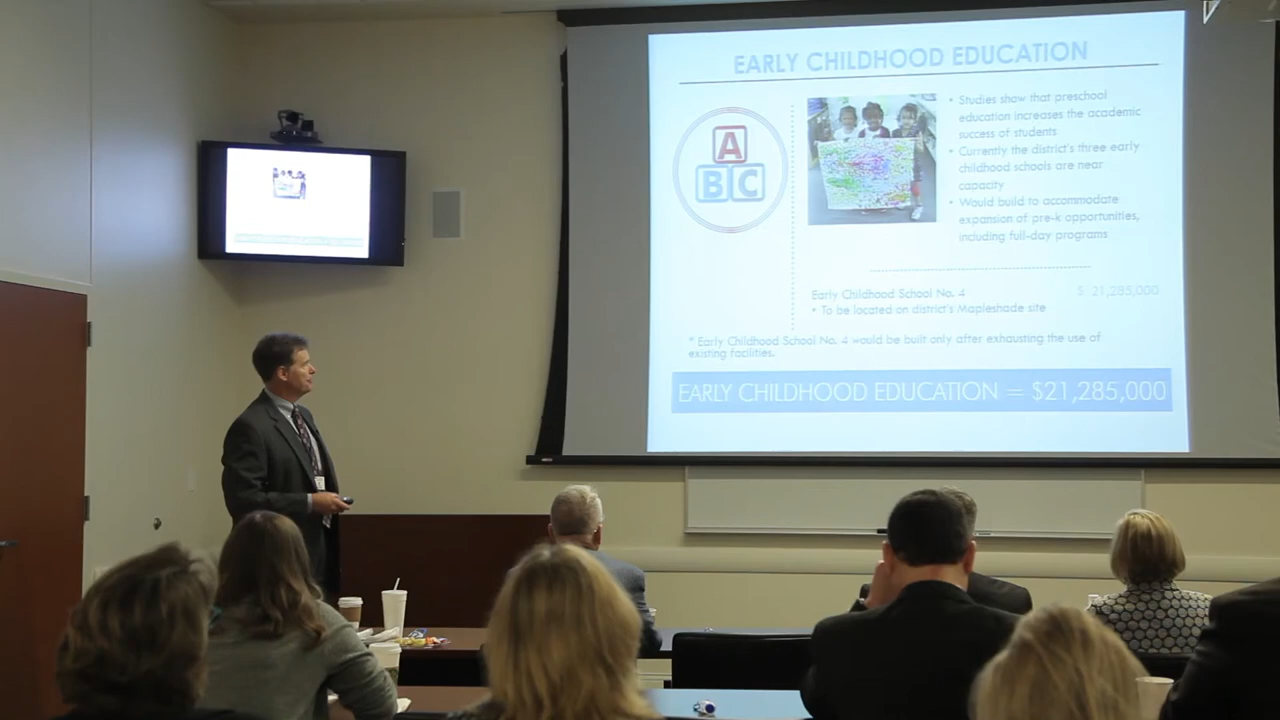 EARLY CHILDHOOD EDUCATION
A
B C
• Studies show that preschool
education increases the academic
success of students
• Currently the district's three early
childhood schools are near
capacity
• Would build to accommodate
expansion of pre-k opportunities,
including full-day programs
Early Childhood School No. 4 $ 21,285,000
• To be located on district's Mapleshade site
* Early Childhood School No. 4 would be built only after exhausting the use of
existing facilities.
EARLY CHILDHOOD EDUCATION = $21,285,000